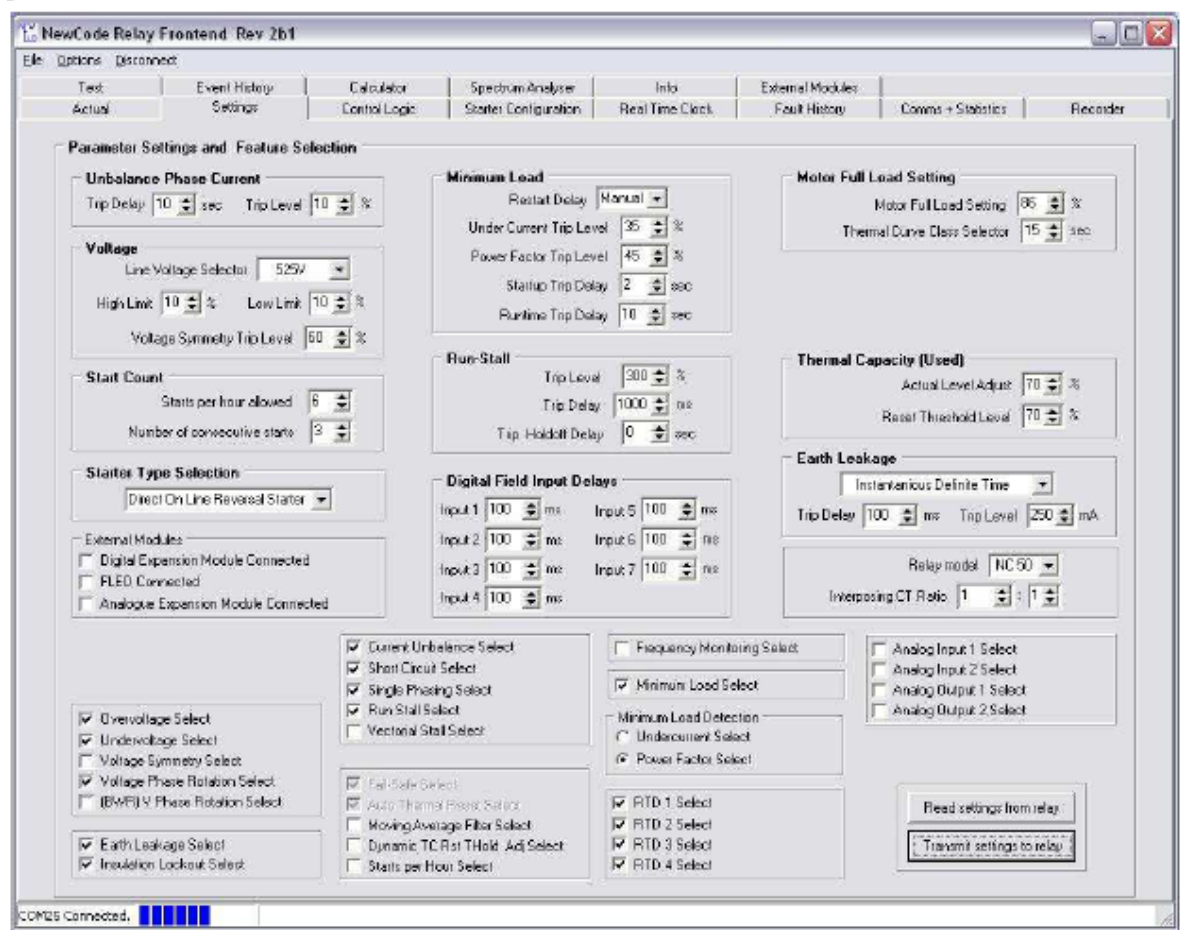 NewCode Relay Frontend Rev 2b1
File Options Disconnect
Test Event History Calculator Spectrum Analyser Info External Modules
Actual Settings Control Logic Starter Configuration Real Time Clock Fault History Comms + Statistics Recorder
Parameter Settings and Feature Selection
Unbalance Phase Current
Trip Delay 10 sec Trip Level 10 %
Voltage
Line Voltage Selector 525V
High Limit 10 % Low Limit 10 %
Voltage Symmetry Trip Level 60 %
Start Count
Starts per hour allowed 6
Number of consecutive starts 3
Starter Type Selection
Direct On Line Reversal Starter
External Modules
Digital Expansion Module Connected
FLED Connected
Analogue Expansion Module Connected
Minimum Load
Restart Delay Manual
Under Current Trip Level 35 %
Power Factor Trip Level 45 %
Startup Trip Delay 2 sec
Runtime Trip Delay 10 sec
Run-Stall
Trip Level 300 %
Trip Delay 1000 ms
Trip Holdoff Delay 0 sec
Digital Field Input Delays
Input 1 100 ms Input 5 100 ms
Input 2 100 ms Input 6 100 ms
Input 3 100 ms Input 7 100 ms
Input 4 100 ms
Motor Full Load Setting
Motor Full Load Setting 86 %
Thermal Curve Class Selector 15 sec
Thermal Capacity (Used)
Actual Level Adjust 70 %
Reset Threshold Level 70 %
Earth Leakage
Instantanious Definite Time
Trip Delay 100 ms Trip Level 250 mA
Relay model NC50
Interposing CT Ratio 1 : 1
Overvoltage Select
Undervoltage Select
Voltage Symmetry Select
Voltage Phase Rotation Select
(BWR) V Phase Rotation Select
Earth Leakage Select
Insulation Lockout Select
Current Unbalance Select
Short Circuit Select
Single Phasing Select
Run Stall Select
Vectorial Stall Select
Fail-Safe Select
Auto Thermal Reset Select
Moving Average Filter Select
Dynamic TC Rst THold Adj Select
Starts per Hour Select
Frequency Monitoring Select
Minimum Load Select
Minimum Load Detection
Undercurrent Select
Power Factor Select
RTD 1 Select
RTD 2 Select
RTD 3 Select
RTD 4 Select
Analog Input 1 Select
Analog Input 2 Select
Analog Output 1 Select
Analog Output 2 Select
Read settings from relay
Transmit settings to relay
COM26 Connected.